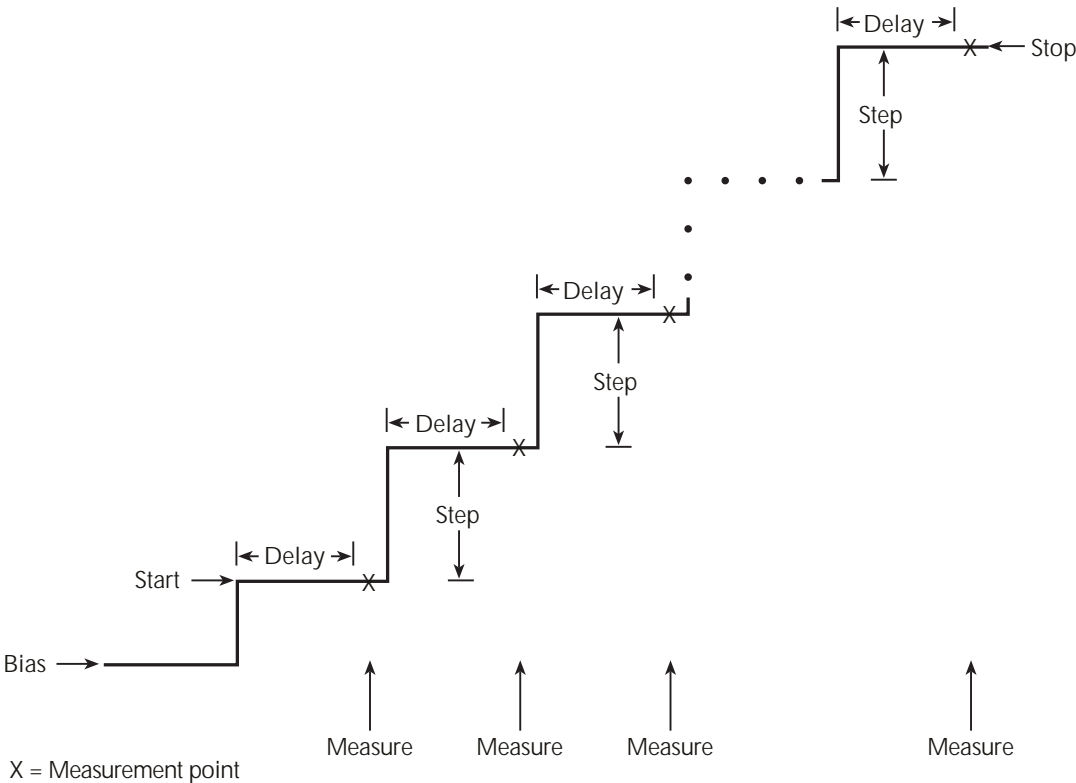 Delay
Stop
Step
Delay
Step
Delay
Step
Delay
Start
Bias
Measure Measure Measure Measure
X = Measurement point